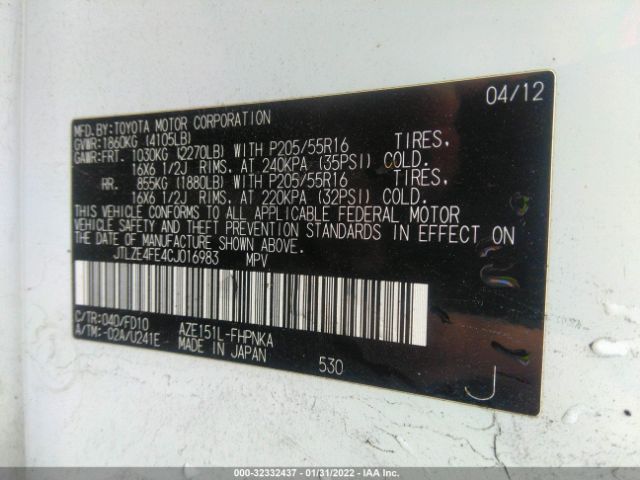 04/12
MFD.BY:TOYOTA MOTOR CORPORATION
GVWR:1860KG (4105LB)
GAWR:FRT. 1030KG (2270LB) WITH P205/55R16 TIRES,
16X6 1/2J RIMS, AT 240KPA (35PSI) COLD.
RR. 855KG (1880LB) WITH P205/55R16 TIRES,
16X6 1/2J RIMS, AT 220KPA (32PSI) COLD.
THIS VEHICLE CONFORMS TO ALL APPLICABLE FEDERAL MOTOR
VEHICLE SAFETY AND THEFT PREVENTION STANDARDS IN EFFECT ON
THE DATE OF MANUFACTURE SHOWN ABOVE.
JTLZE4FE4CJ016983 MPV
C/TR:040/FD10 AZE151L-FHPNKA
A/TM:-02A/U241E MADE IN JAPAN
530
J
000-32332437 - 01/31/2022 - IAA Inc.